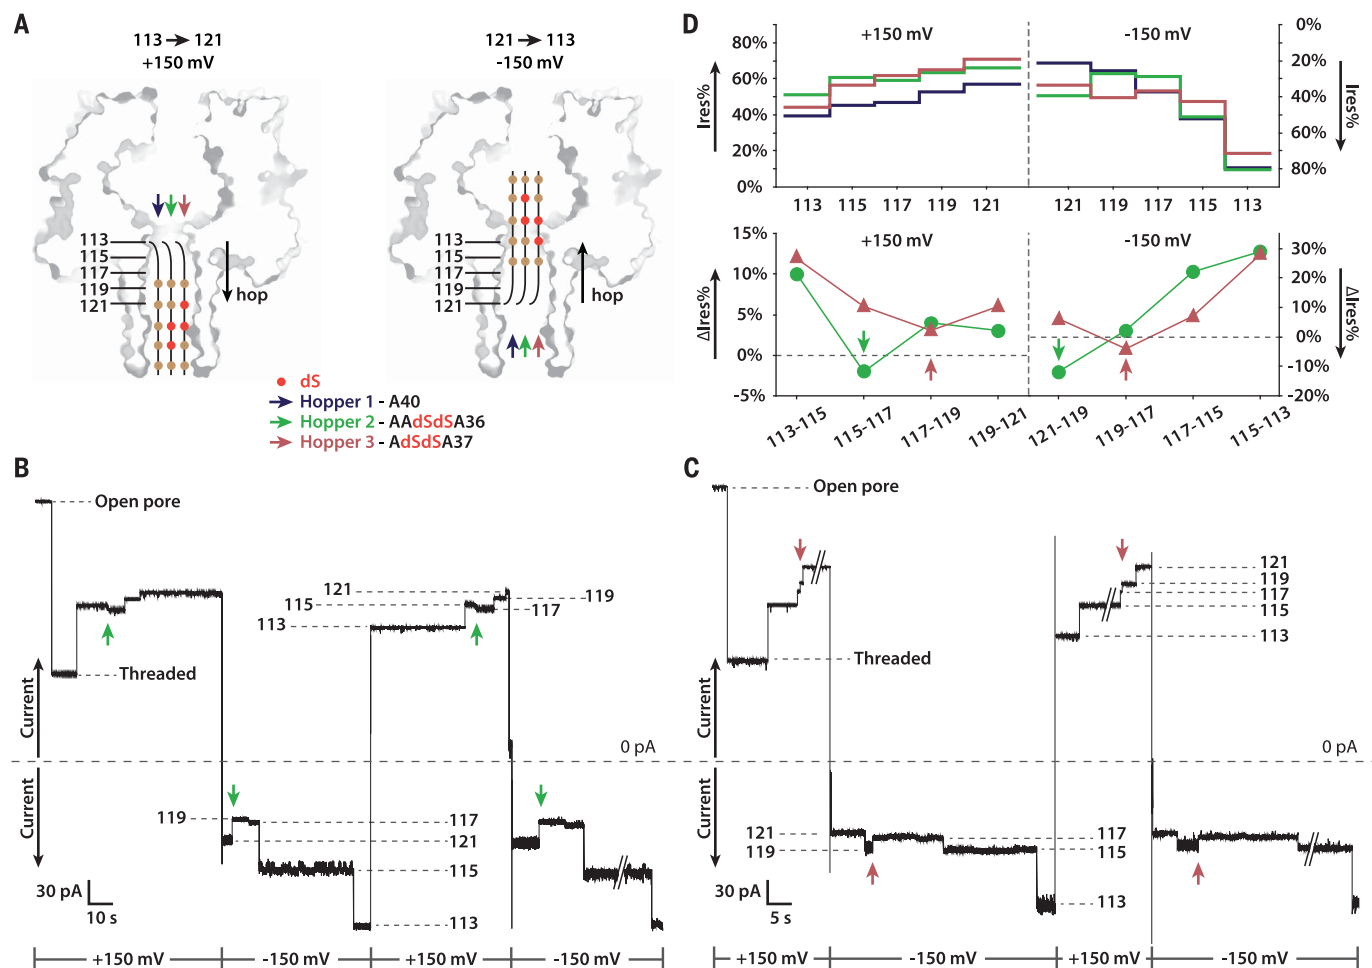 A
113 → 121
+150 mV
121 → 113
-150 mV
113
115
117
119
121
hop
113
115
117
119
121
hop
dS
Hopper 1 - A40
Hopper 2 - AAdSdSA36
Hopper 3 - AdSdSA37
D
+150 mV
-150 mV
80%
60%
40%
20%
0%
Ires%
0%
20%
40%
60%
80%
Ires%
113
115
117
119
121
121
119
117
115
113
+150 mV
-150 mV
15%
10%
5%
0%
-5%
ΔIres%
30%
20%
10%
0%
-10%
-20%
ΔIres%
113-115
115-117
117-119
119-121
121-119
119-117
117-115
115-113
B
Open pore
Threaded
Current
Current
121
115
113
119
117
0 pA
119
117
121
115
113
30 pA
10 s
+150 mV
-150 mV
+150 mV
-150 mV
C
Open pore
Threaded
Current
Current
121
119
117
115
113
0 pA
121
119
117
115
113
30 pA
5 s
+150 mV
-150 mV
+150 mV
-150 mV